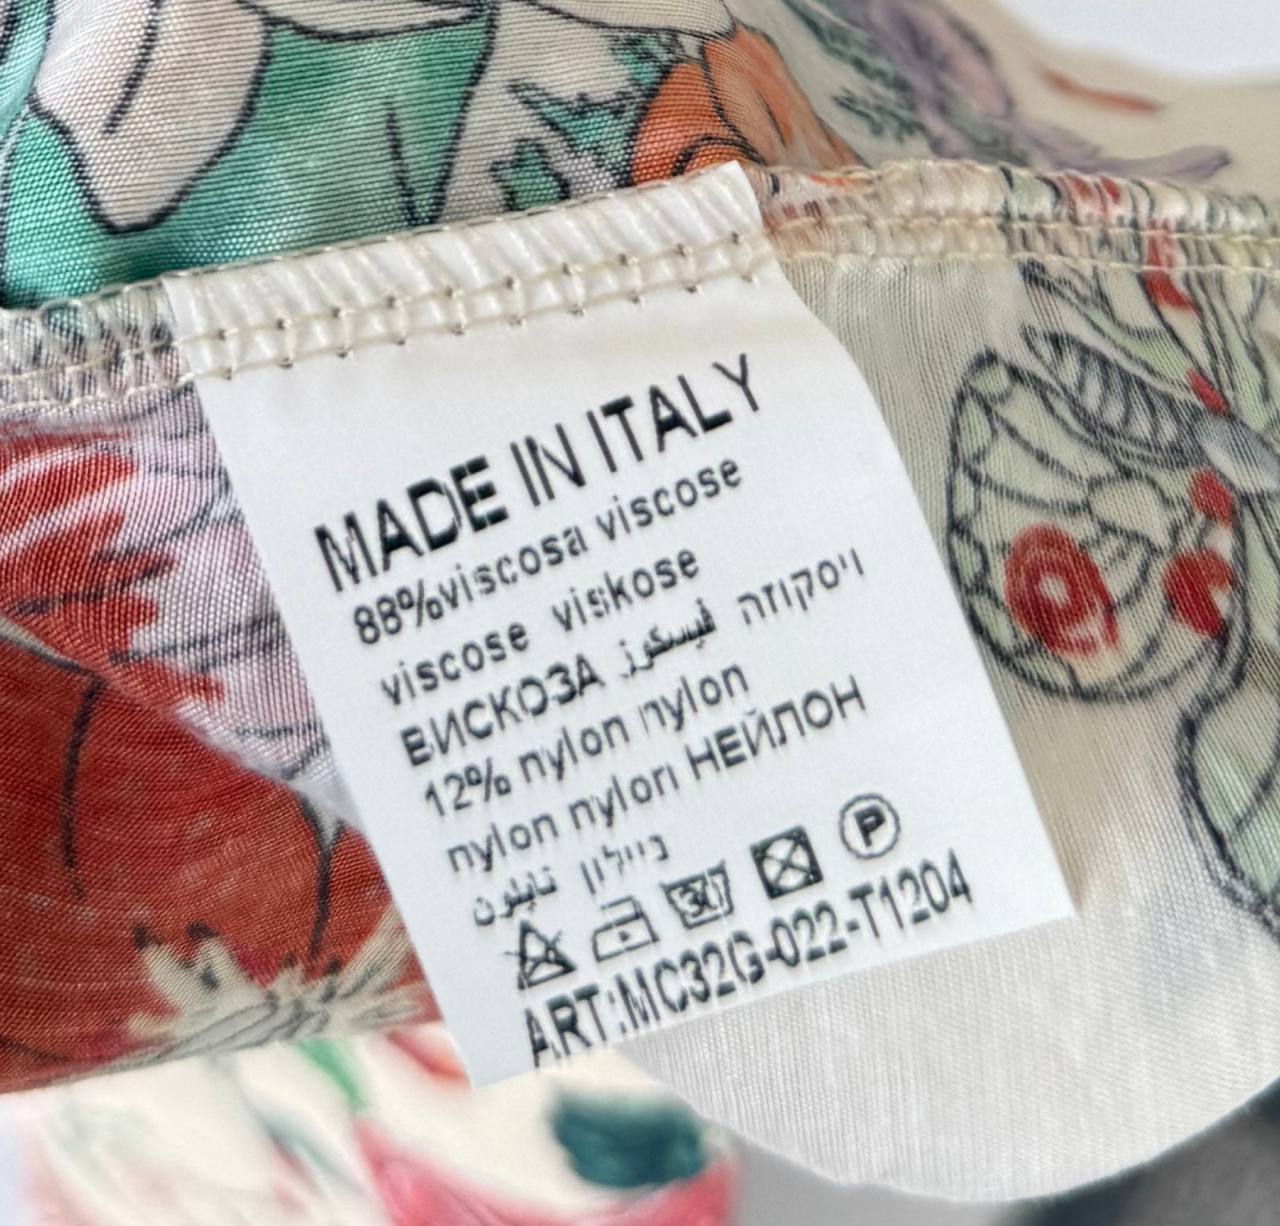 MADE IN ITALY
88%viscosa viscose
viscose viskose
ВИСКОЗА فيسكوز ויסקוזה
12% nylon nylon
nylon nylon НЕЙЛОН
نايلون ניילון
30
P
ART:MC32G-022-T1204